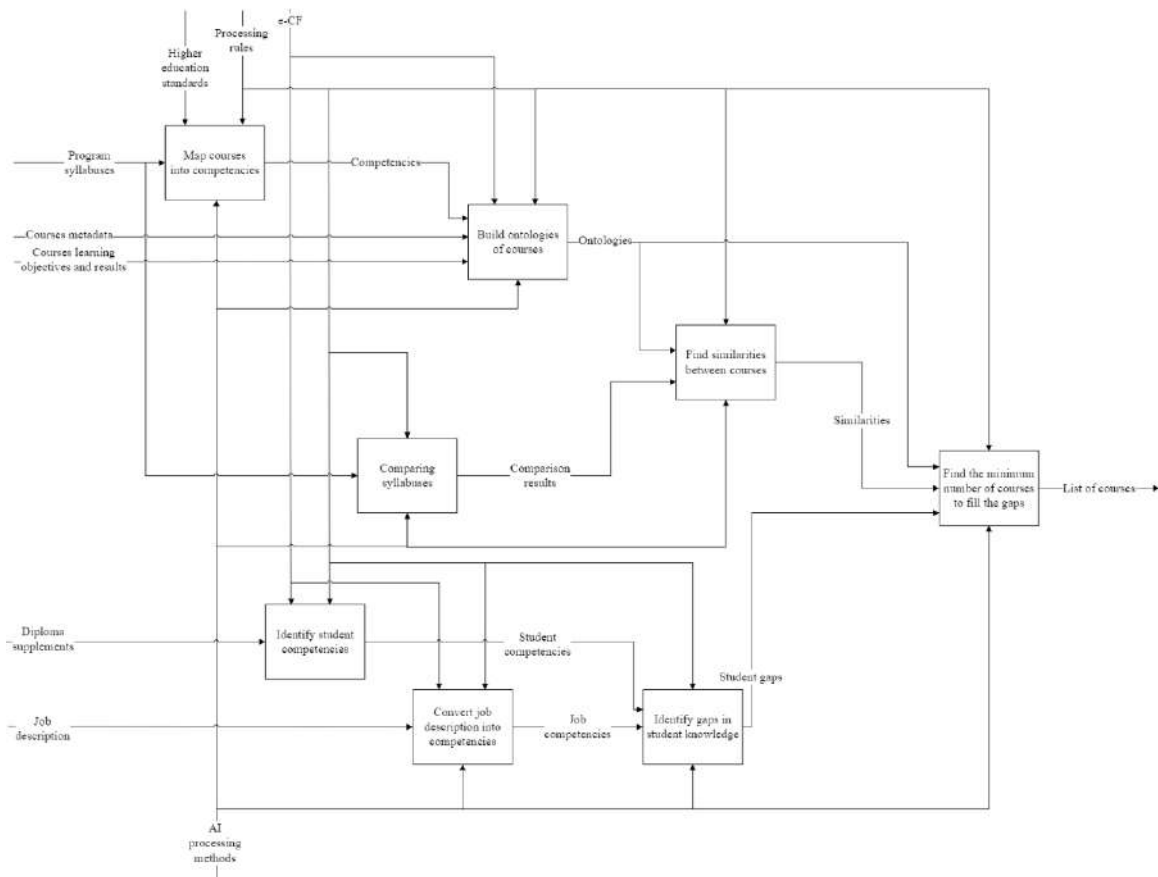 e-CF
Processing
rules
Higher
education
standards
Program
syllabuses
Map courses
into competencies
Competencies
Courses metadata
Courses learning
objectives and results
Build ontologies
of courses
Ontologies
Find similarities
between courses
Similarities
Comparing
syllabuses
Comparison
results
Find the minimum
number of courses
to fill the gaps
List of courses
Diploma
supplements
Identify student
competencies
Student
competencies
Student gaps
Job
description
Convert job
description into
competencies
Job
competencies
Identify gaps in
student knowledge
AI
processing
methods